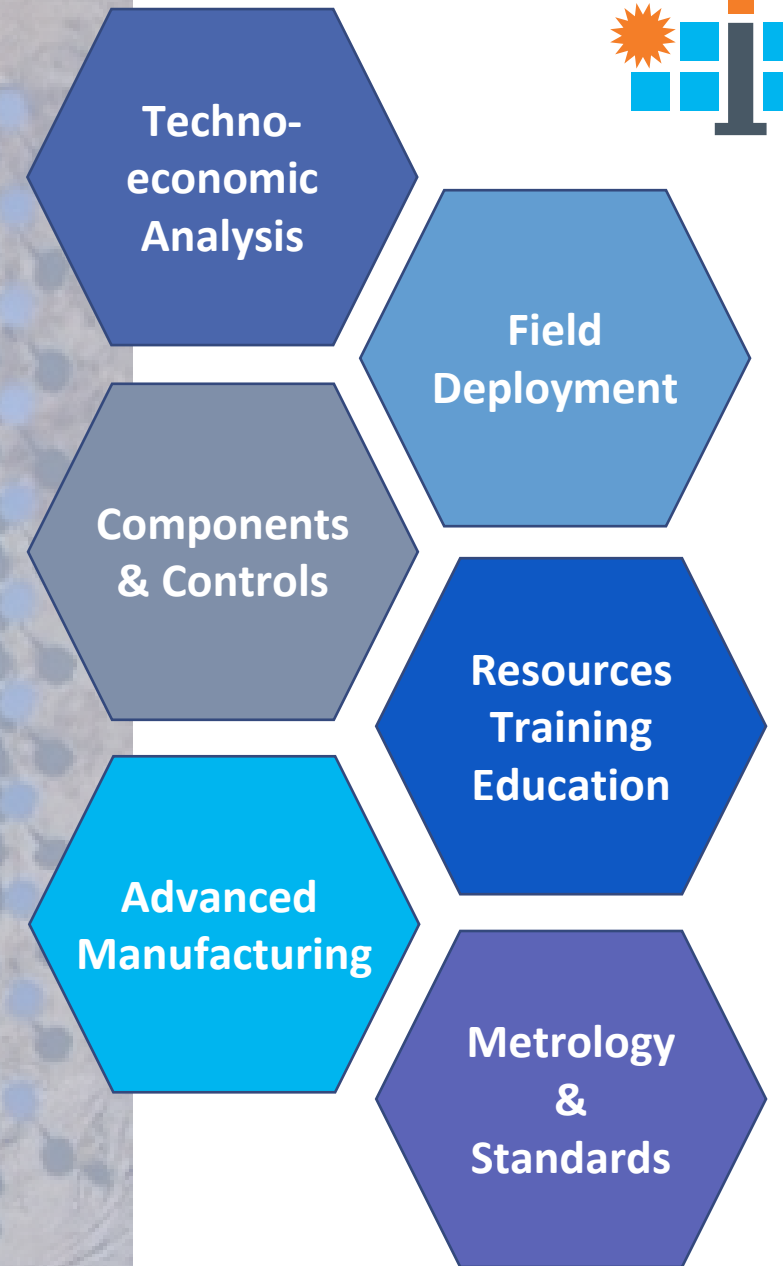 Techno-
economic
Analysis
Field
Deployment
Components
& Controls
Resources
Training
Education
Advanced
Manufacturing
Metrology
&
Standards